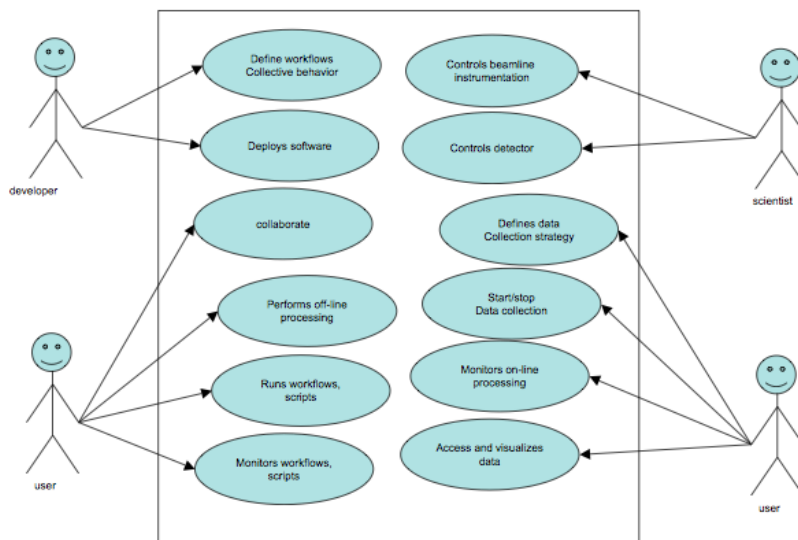 Define workflows
Collective behavior
Controls beamline
instrumentation
Deploys software
Controls detector
developer
scientist
collaborate
Defines data
Collection strategy
Performs off-line
processing
Start/stop
Data collection
Runs workflows,
scripts
Monitors on-line
processing
Monitors workflows,
scripts
Access and visualizes
data
user
user